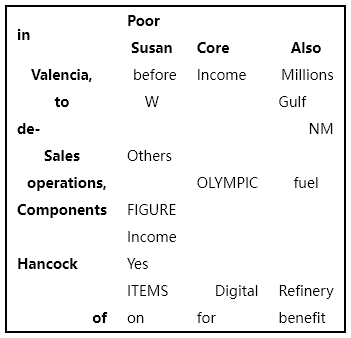 in Poor
Susan Core Also
Valencia, before Income Millions
to W Gulf
de- NM
Sales Others
operations, OLYMPIC fuel
Components FIGURE
Income
Hancock Yes
ITEMS Digital Refinery
of on for benefit